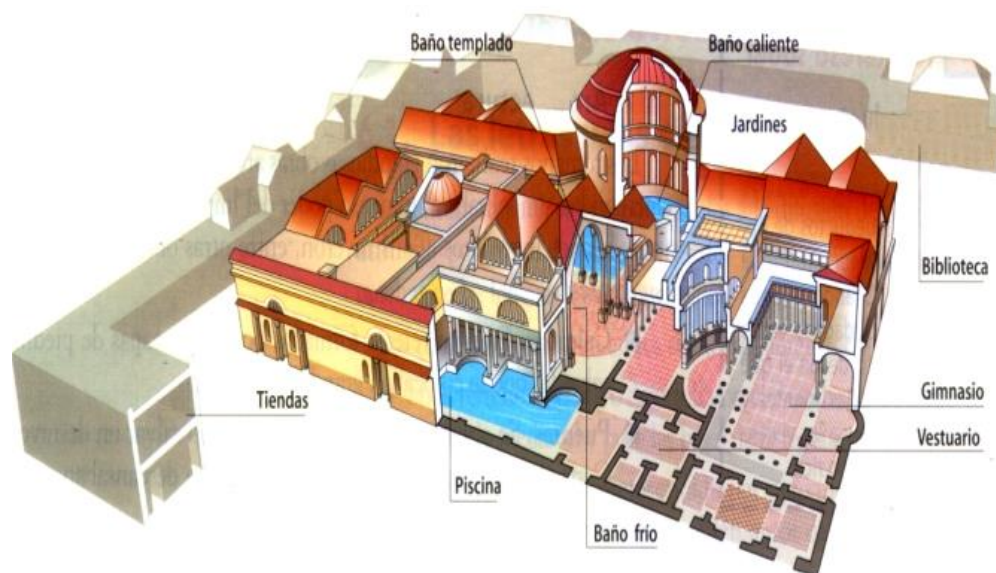 Baño templado
Baño caliente
Jardines
Biblioteca
Tiendas
Gimnasio
Vestuario
Piscina
Baño frío